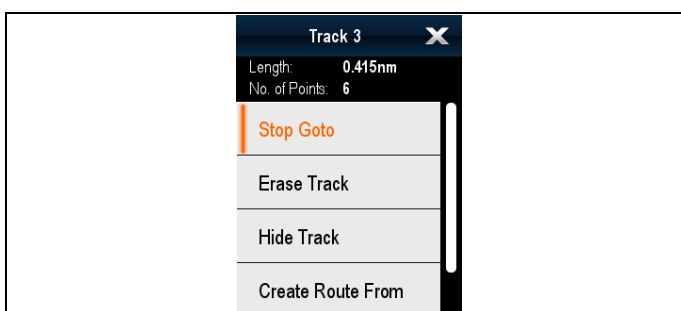 Track 3
Length: 0.415nm
No. of Points: 6
Stop Goto
Erase Track
Hide Track
Create Route From